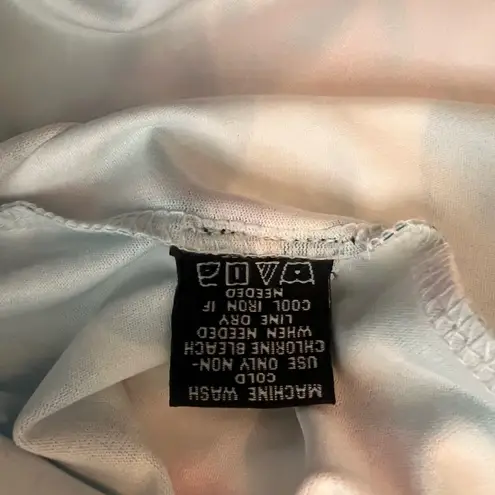 MACHINE WASH
COLD
USE ONLY NON-
CHLORINE BLEACH
WHEN NEEDED
LINE DRY
COOL IRON IF
NEEDED